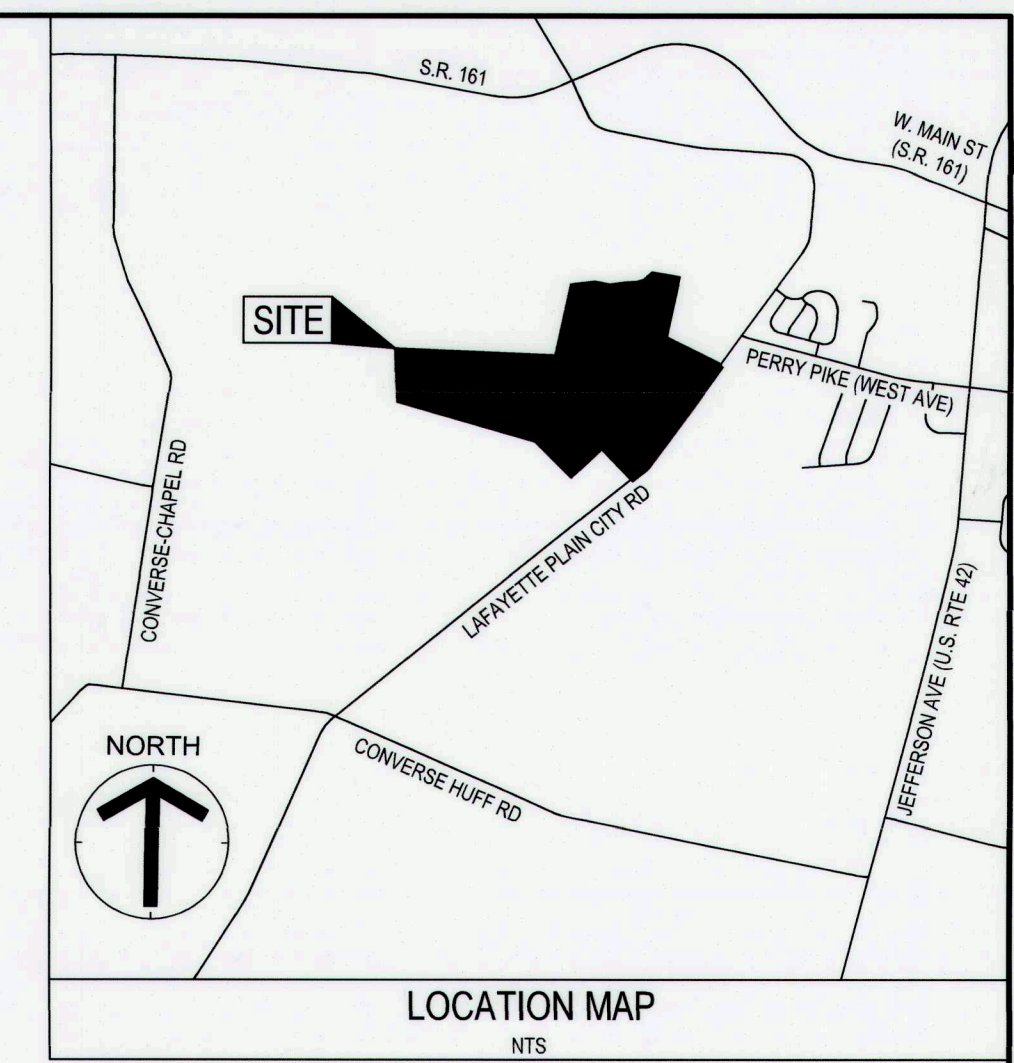 S.R. 161
W. MAIN ST
(S.R. 161)
SITE
PERRY PIKE (WEST AVE)
CONVERSE-CHAPEL RD
LAFAYETTE PLAIN CITY RD
JEFFERSON AVE (U.S. RTE 42)
NORTH
CONVERSE HUFF RD
LOCATION MAP
NTS